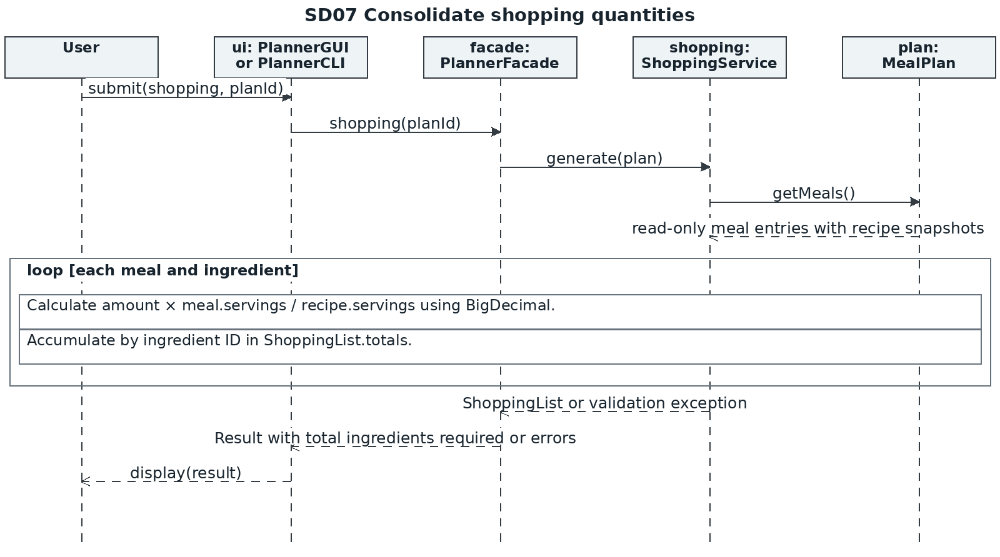 SD07 Consolidate shopping quantities
User
ui: PlannerGUI
or PlannerCLI
facade:
PlannerFacade
shopping:
ShoppingService
plan:
MealPlan
submit(shopping, planId)
shopping(planId)
generate(plan)
getMeals()
read-only meal entries with recipe snapshots
loop [each meal and ingredient]
Calculate amount × meal.servings / recipe.servings using BigDecimal.
Accumulate by ingredient ID in ShoppingList.totals.
ShoppingList or validation exception
Result with total ingredients required or errors
display(result)